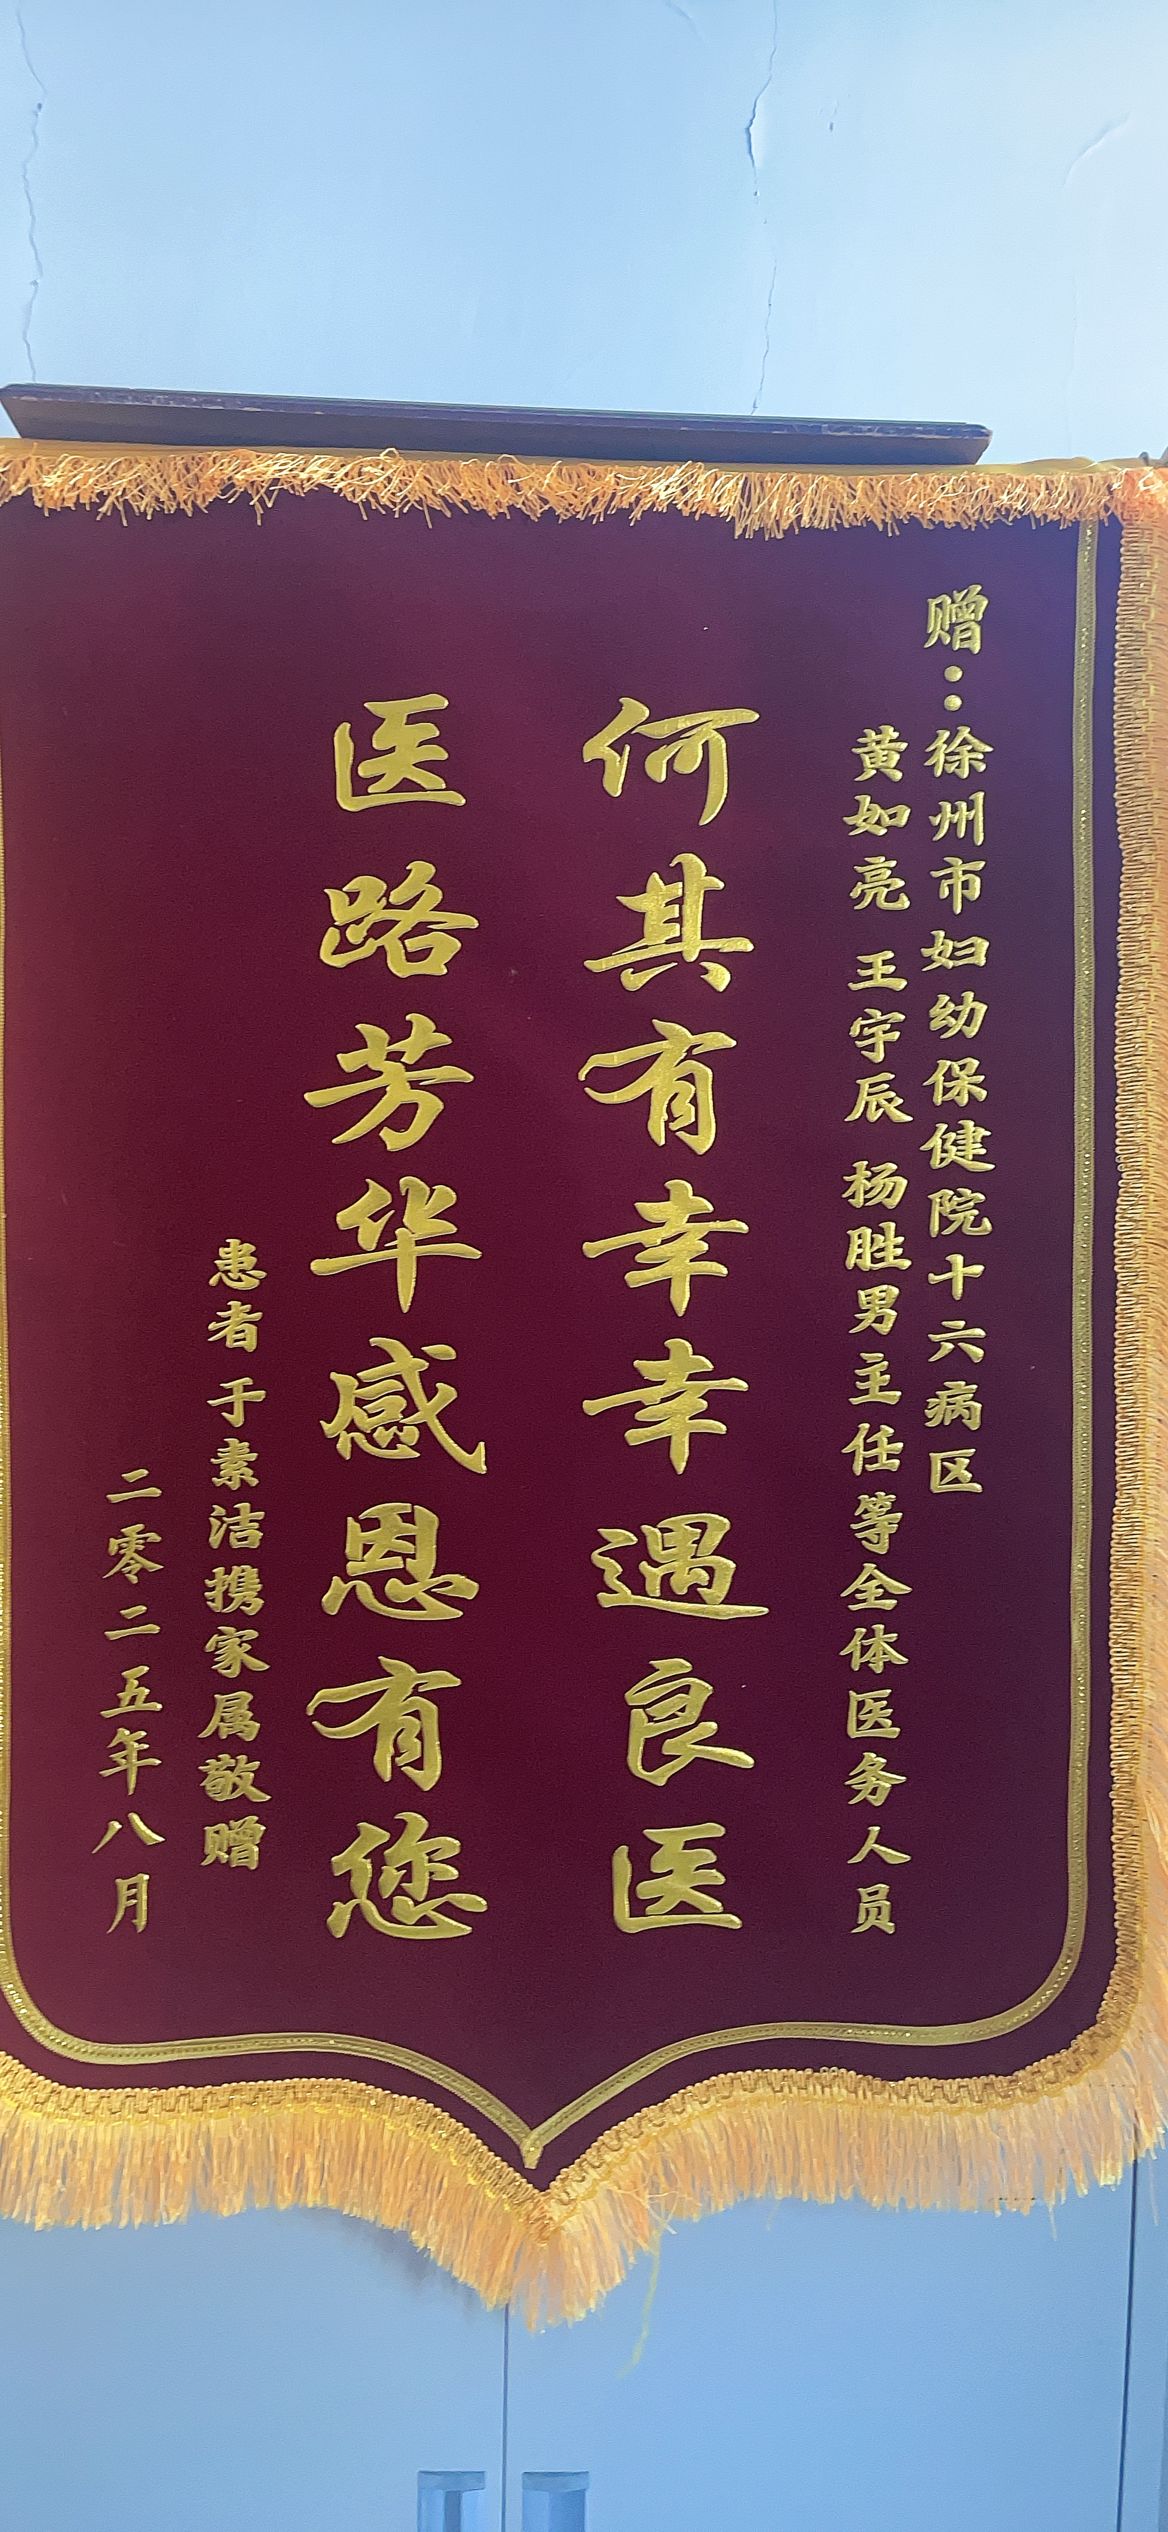 赠：徐州市妇幼保健院十六病区
黄如亮 王宇辰 杨胜男主任等全体医务人员
何其有幸幸遇良医
医路芳华感恩有您
患者于素洁携家属敬赠
二零二五年八月